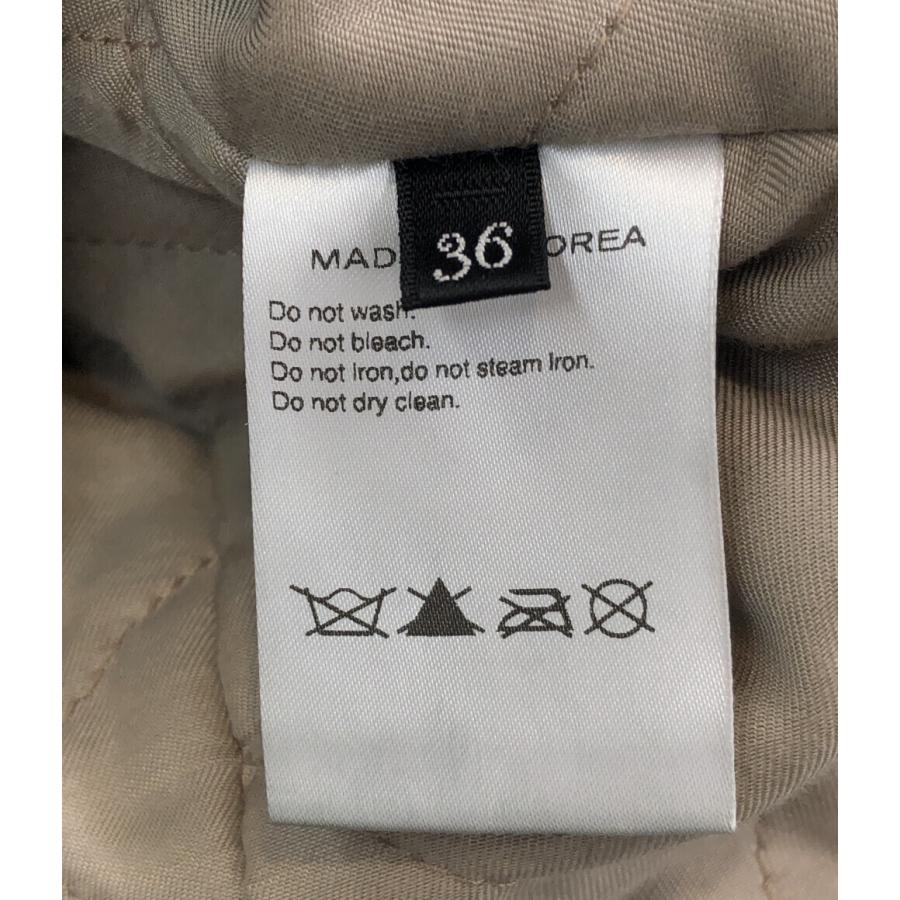 36
MAD OREA
Do not wash.
Do not bleach.
Do not iron,do not steam iron.
Do not dry clean.